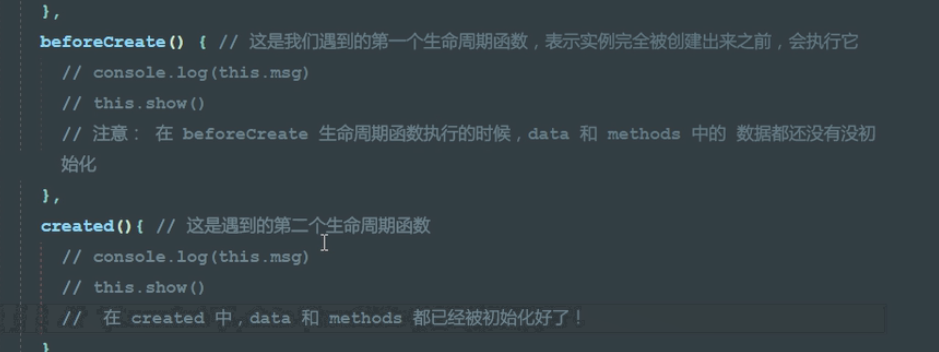 },
beforeCreate() { // 这是我们遇到的第一个生命周期函数，表示实例完全被创建出来之前，会执行它
// console.log(this.msg)
// this.show()
// 注意： 在 beforeCreate 生命周期函数执行的时候，data 和 methods 中的 数据都还没有没初
始化
},
created(){ // 这是遇到的第二个生命周期函数
// console.log(this.msg)
// this.show()
// 在 created 中，data 和 methods 都已经被初始化好了！
}